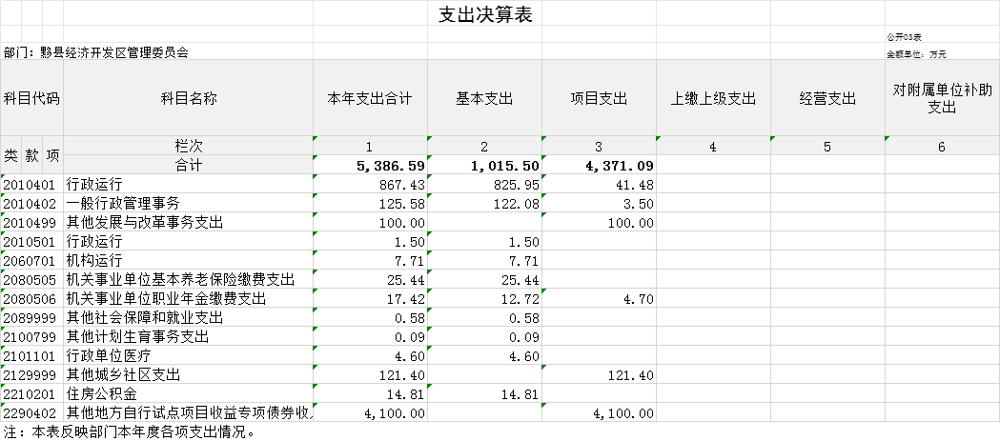 支出决算表
公开03表
部门：黟县经济开发区管理委员会 金额单位：万元
科目代码 科目名称 本年支出合计 基本支出 项目支出 上缴上级支出 经营支出 对附属单位补助支出
类 款 项 栏次 1 2 3 4 5 6
合计 5,386.59 1,015.50 4,371.09
2010401 行政运行 867.43 825.95 41.48
2010402 一般行政管理事务 125.58 122.08 3.50
2010499 其他发展与改革事务支出 100.00 100.00
2010501 行政运行 1.50 1.50
2060701 机构运行 7.71 7.71
2080505 机关事业单位基本养老保险缴费支出 25.44 25.44
2080506 机关事业单位职业年金缴费支出 17.42 12.72 4.70
2089999 其他社会保障和就业支出 0.58 0.58
2100799 其他计划生育事务支出 0.09 0.09
2101101 行政单位医疗 4.60 4.60
2129999 其他城乡社区支出 121.40 121.40
2210201 住房公积金 14.81 14.81
2290402 其他地方自行试点项目收益专项债券收 4,100.00 4,100.00
注：本表反映部门本年度各项支出情况。